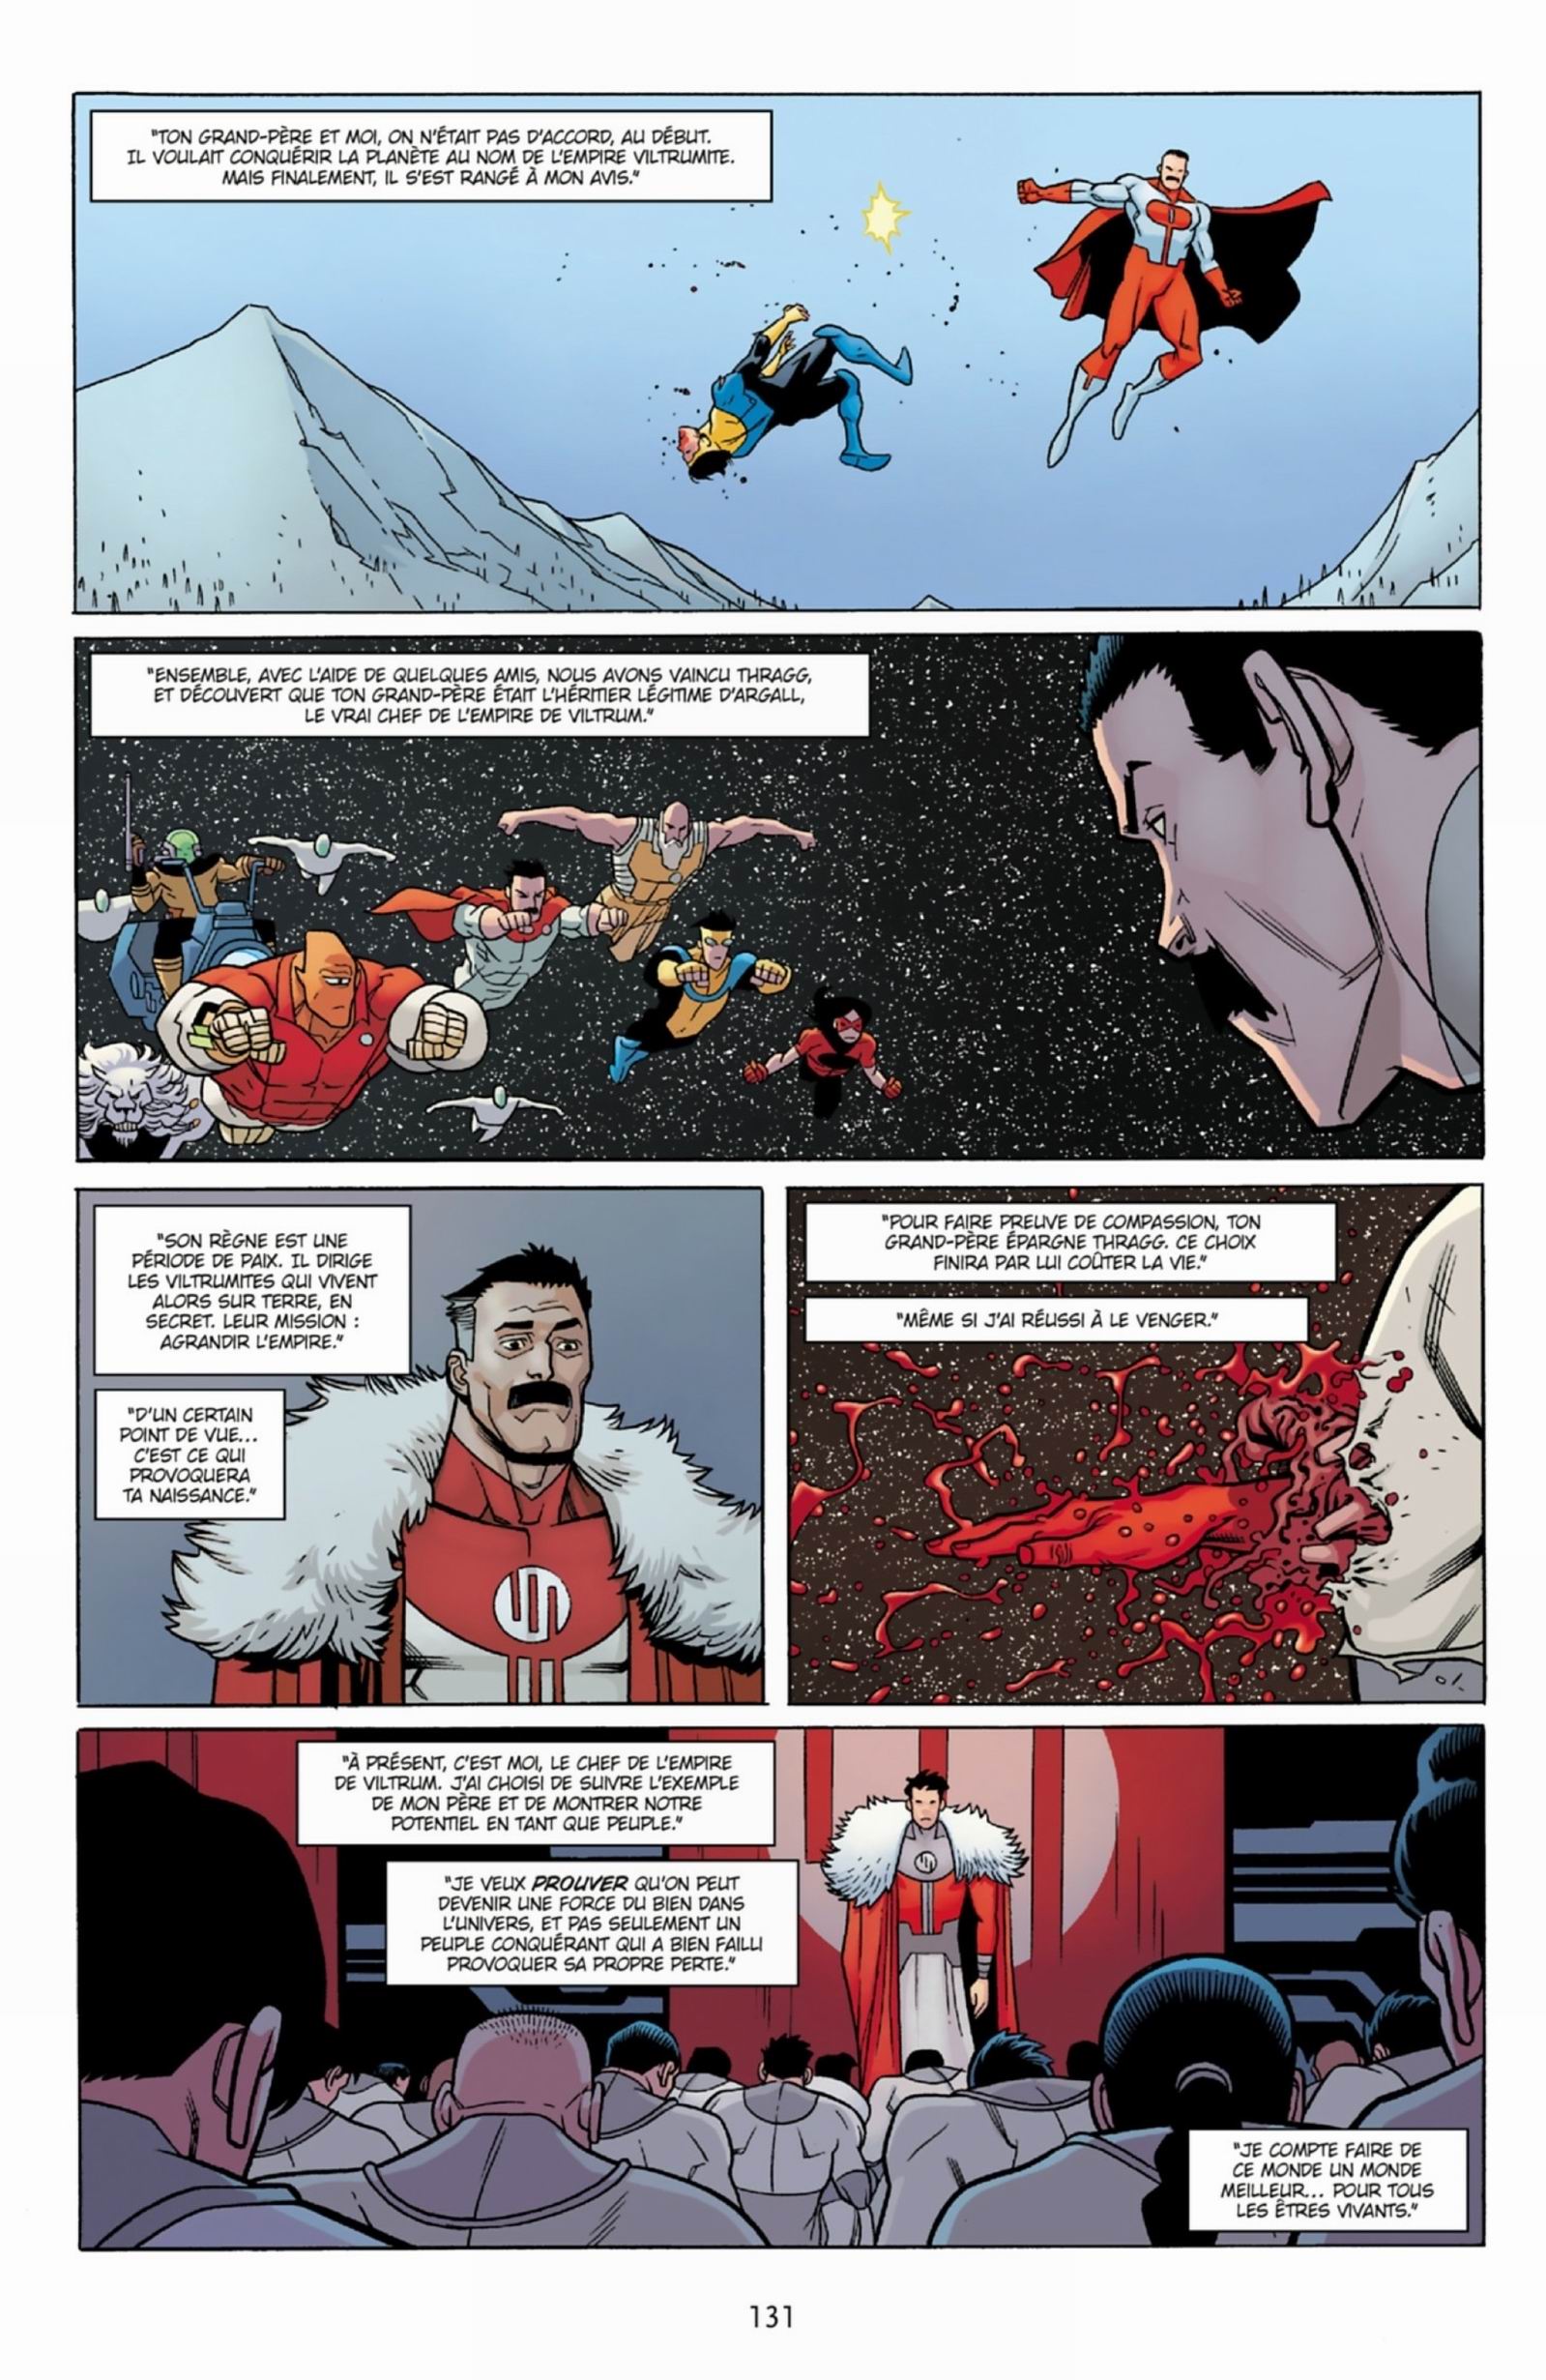 "TON GRAND-PÈRE ET MOI, ON N'ÉTAIT PAS D'ACCORD, AU DÉBUT.
IL VOULAIT CONQUÉRIR LA PLANÈTE AU NOM DE L'EMPIRE VILTRUMITE.
MAIS FINALEMENT, IL S'EST RANGÉ À MON AVIS."
"ENSEMBLE, AVEC L'AIDE DE QUELQUES AMIS, NOUS AVONS VAINCU THRAGG,
ET DÉCOUVERT QUE TON GRAND-PÈRE ÉTAIT L'HÉRITIER LÉGITIME D'ARGALL,
LE VRAI CHEF DE L'EMPIRE DE VILTRUM."
"SON RÈGNE EST UNE
PÉRIODE DE PAIX. IL DIRIGE
LES VILTRUMITES QUI VIVENT
ALORS SUR TERRE, EN
SECRET. LEUR MISSION :
AGRANDIR L'EMPIRE."
"D'UN CERTAIN
POINT DE VUE...
C'EST CE QUI
PROVOQUERA
TA NAISSANCE."
"POUR FAIRE PREUVE DE COMPASSION, TON
GRAND-PÈRE ÉPARGNE THRAGG. CE CHOIX
FINIRA PAR LUI COÛTER LA VIE."
"MÊME SI J'AI RÉUSSI À LE VENGER."
"À PRÉSENT, C'EST MOI, LE CHEF DE L'EMPIRE
DE VILTRUM. J'AI CHOISI DE SUIVRE L'EXEMPLE
DE MON PÈRE ET DE MONTRER NOTRE
POTENTIEL EN TANT QUE PEUPLE."
"JE VEUX PROUVER QU'ON PEUT
DEVENIR UNE FORCE DU BIEN DANS
L'UNIVERS, ET PAS SEULEMENT UN
PEUPLE CONQUÉRANT QUI A BIEN FAILLI
PROVOQUER SA PROPRE PERTE."
"JE COMPTE FAIRE DE
CE MONDE UN MONDE
MEILLEUR... POUR TOUS
LES ÊTRES VIVANTS."
131